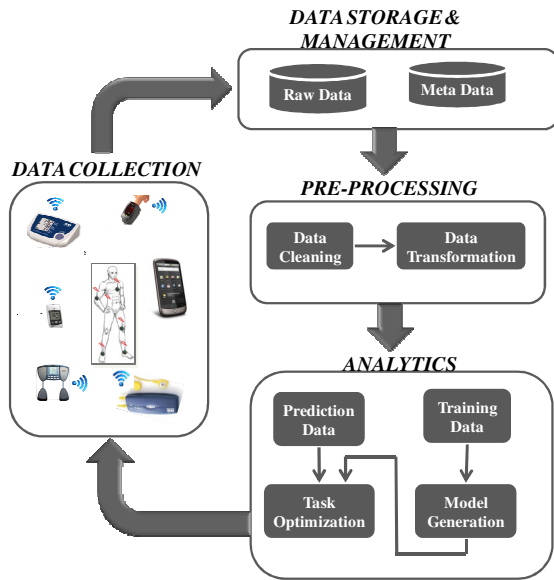 DATA STORAGE &
MANAGEMENT
Raw Data
Meta Data
DATA COLLECTION
PRE-PROCESSING
Data
Cleaning
Data
Transformation
ANALYTICS
Prediction
Data
Training
Data
Task
Optimization
Model
Generation